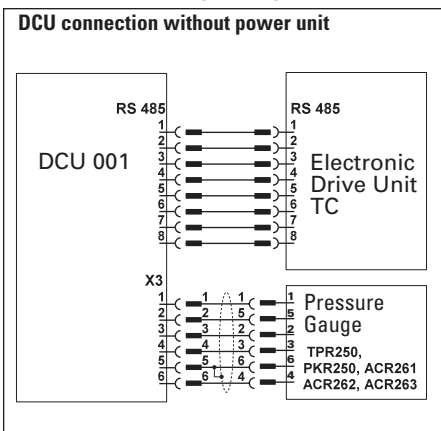 DCU connection without power unit
RS 485
RS 485
1 1
2 2
3 3
4 4
5 5
6 6
7 7
8 8
DCU 001
Electronic
Drive Unit
TC
X3
1 1 1 1
2 2 5 5
3 3 2 2
4 4 3 3
5 5 6 6
6 6 4 4
Pressure
Gauge
TPR250,
PKR250, ACR261
ACR262, ACR263